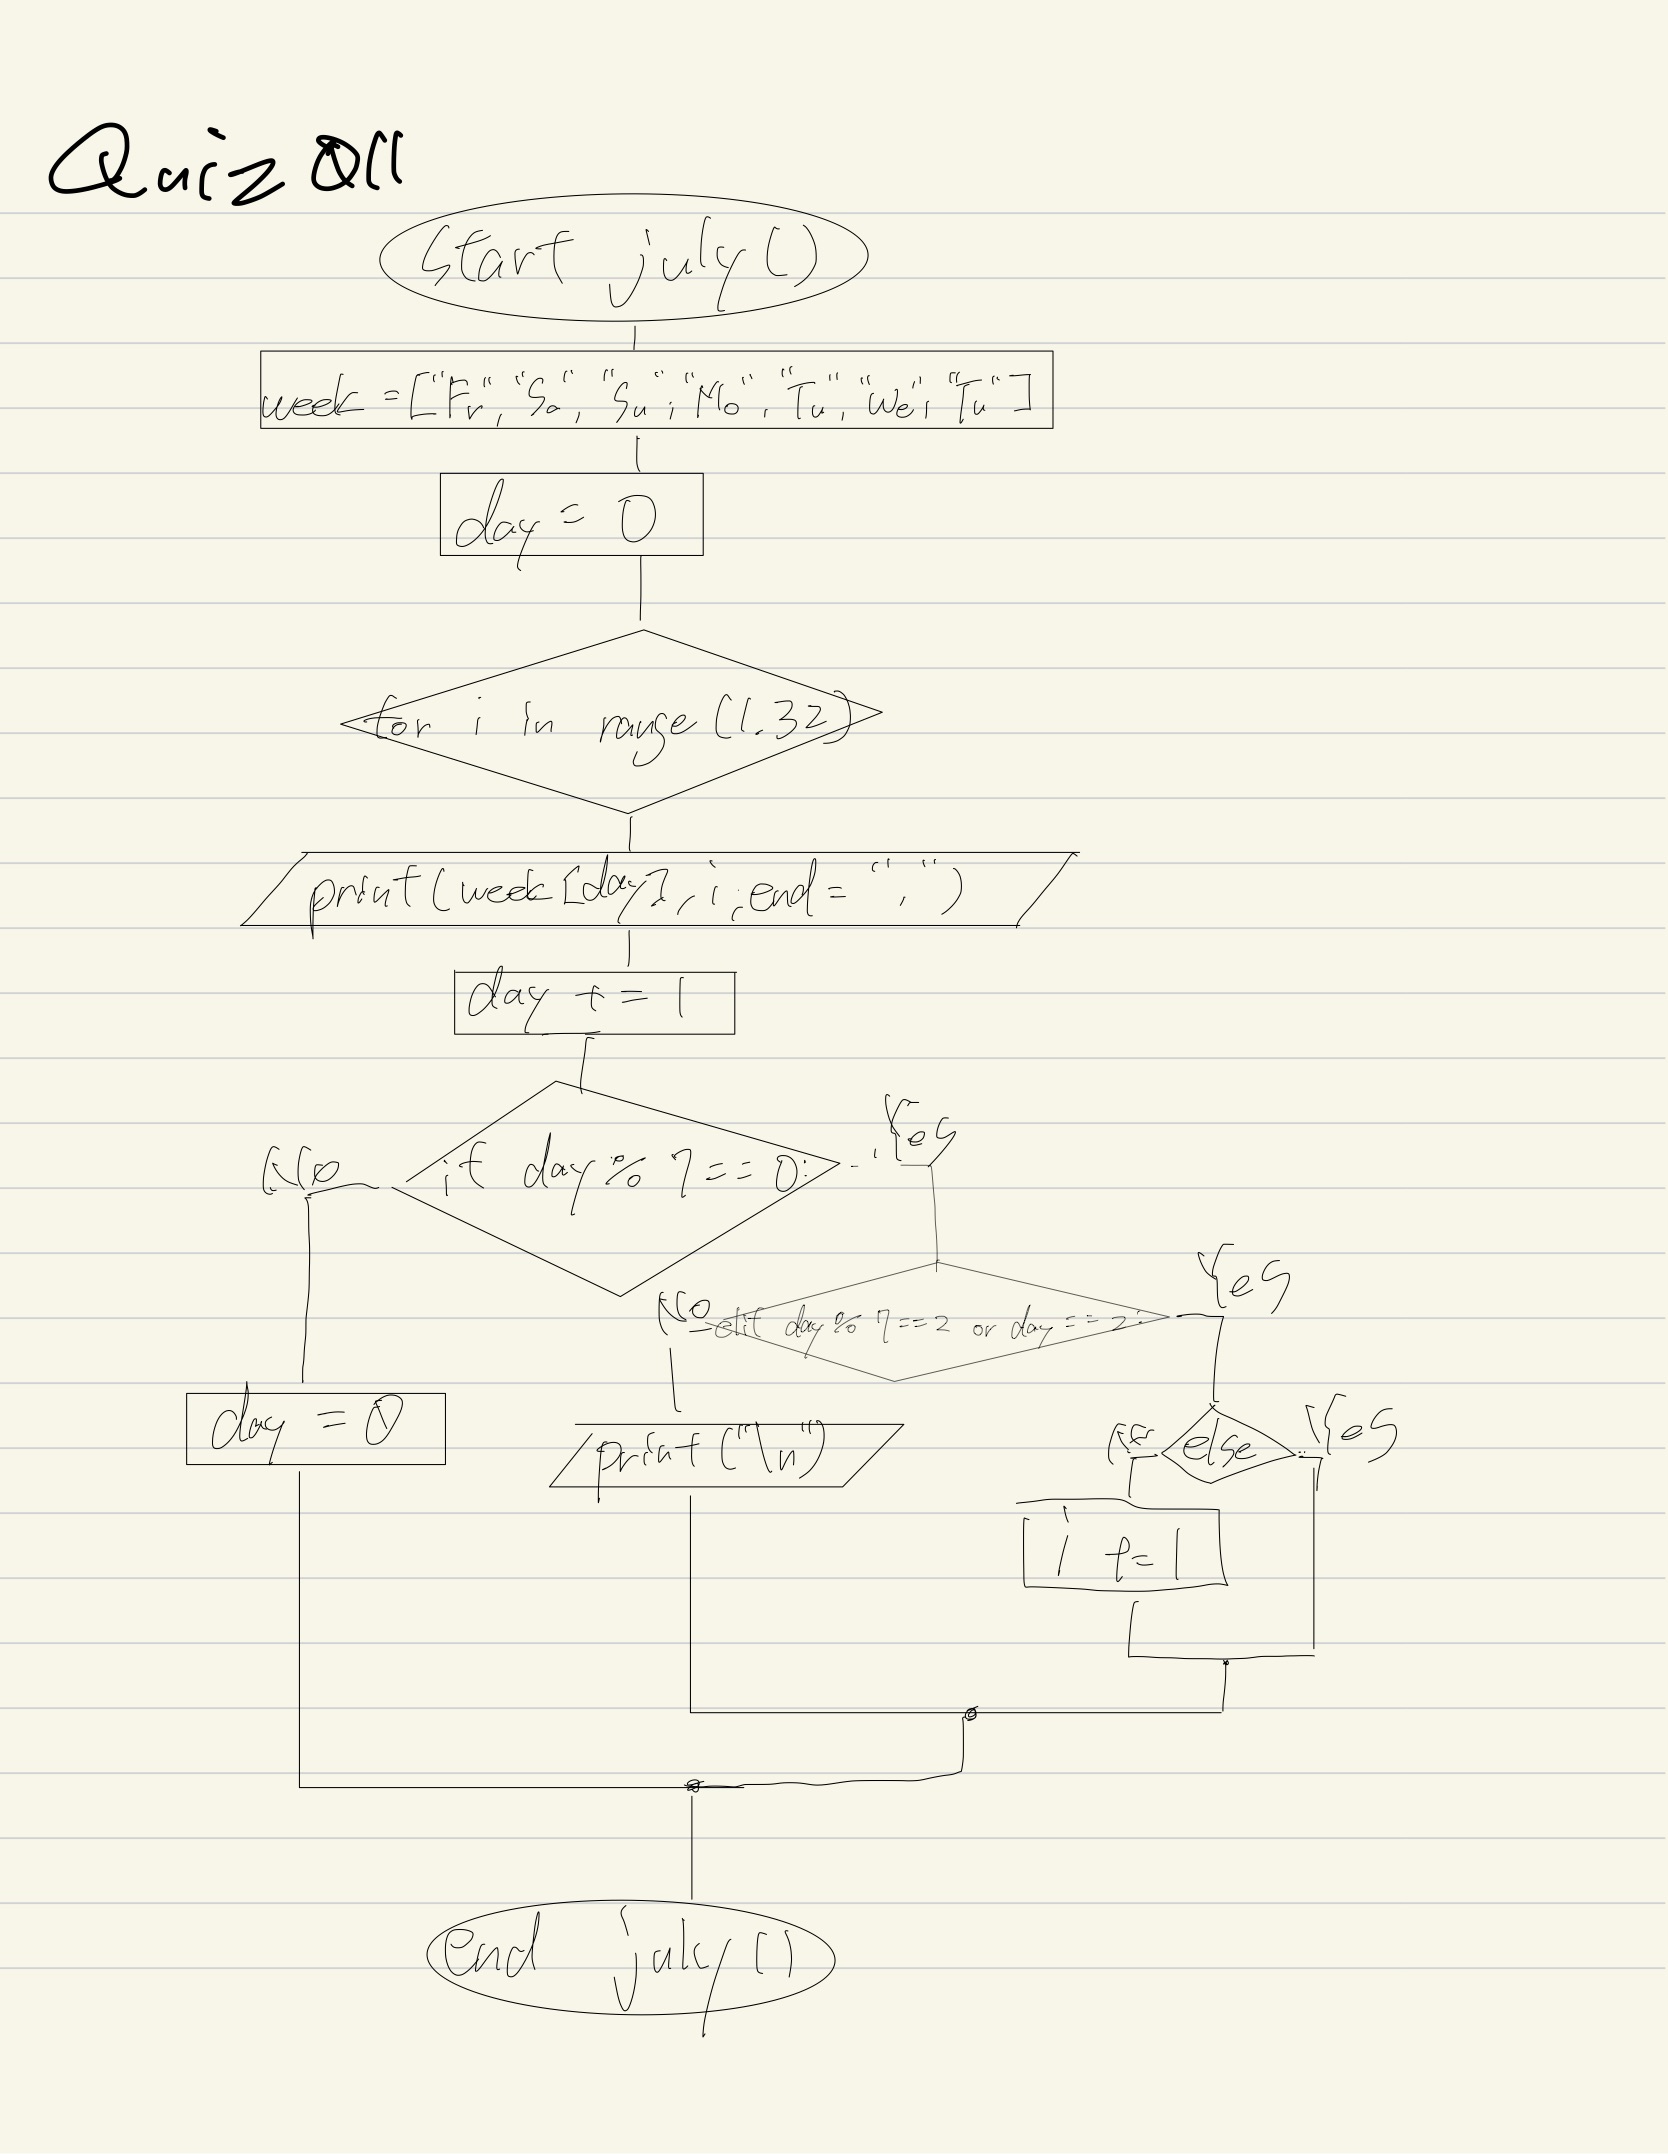 Quiz 011
start july()
week = ["Fr", "Sa", "Su", "Mo", "Tu", "We", "Tu"]
day = 0
for i in range (1.32)
print(week[day], i, end = ", ")
day += 1
if day % 7 == 0:
No
Yes
elif day % 7 == 2 or day == 2:
No
Yes
day = 0
print("\n")
else
Yes
i += 1
end july()